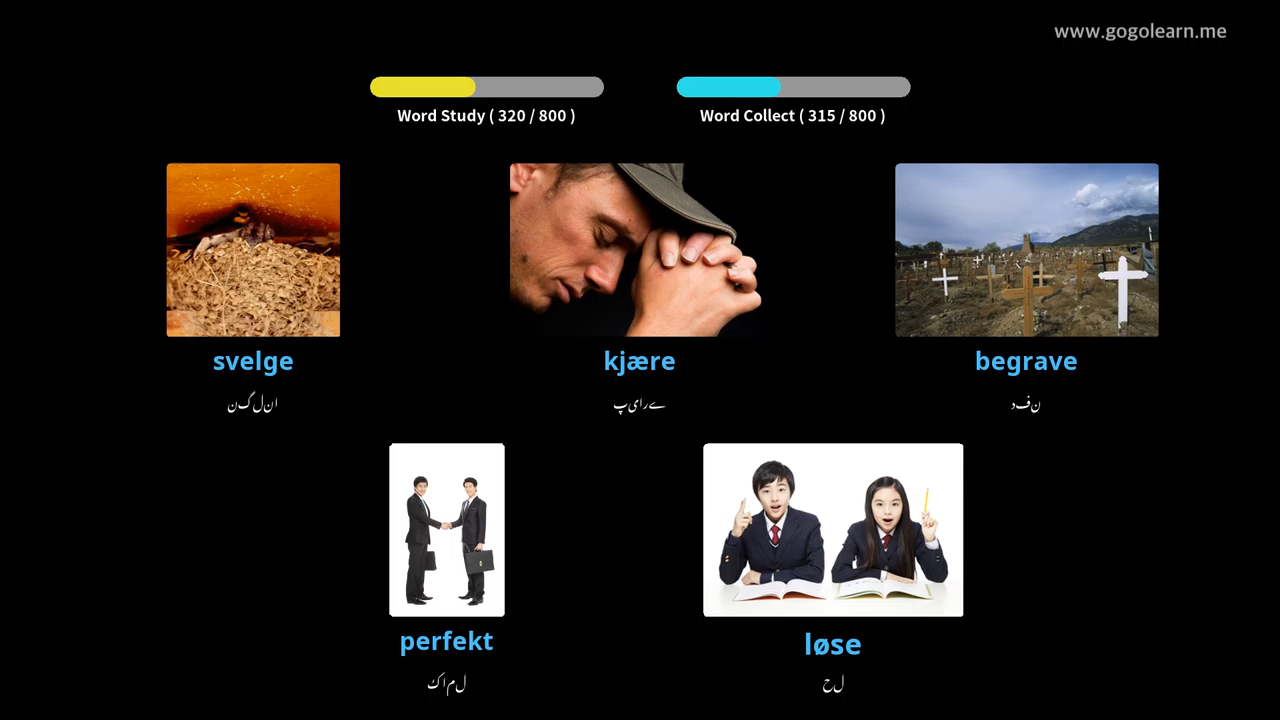 www.gogolearn.me
Word Study ( 320 / 800 )
Word Collect ( 315 / 800 )
svelge
نگلنا
kjære
پیارے
begrave
دفن
perfekt
کامل
løse
حل